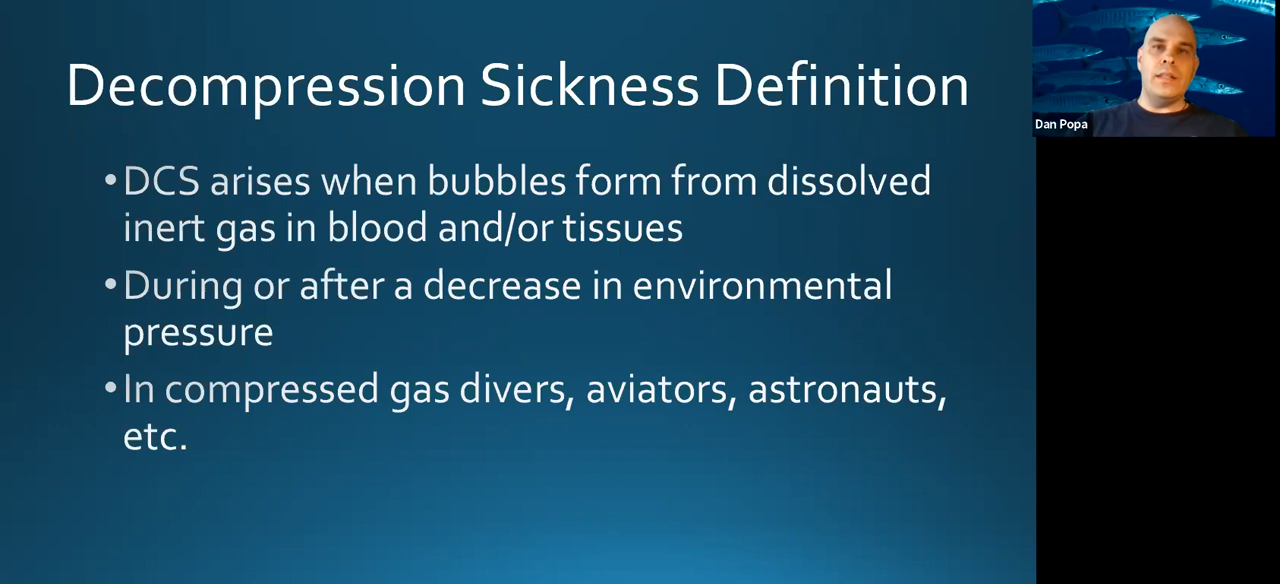 Decompression Sickness Definition
•DCS arises when bubbles form from dissolved
inert gas in blood and/or tissues
•During or after a decrease in environmental
pressure
•In compressed gas divers, aviators, astronauts,
etc.
Dan Popa